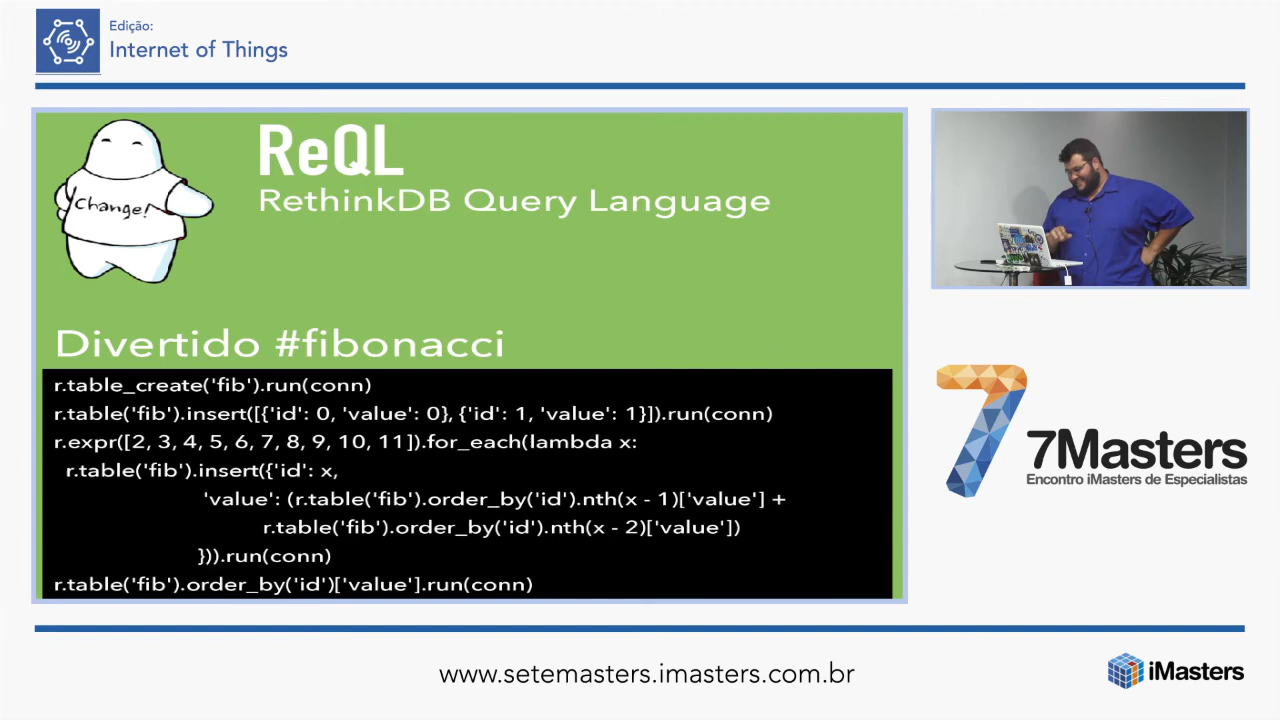 Edição:
Internet of Things
Change!
ReQL
RethinkDB Query Language
Divertido #fibonacci
r.table_create('fib').run(conn)
r.table('fib').insert([{'id': 0, 'value': 0}, {'id': 1, 'value': 1}]).run(conn)
r.expr([2, 3, 4, 5, 6, 7, 8, 9, 10, 11]).for_each(lambda x:
r.table('fib').insert({'id': x,
'value': (r.table('fib').order_by('id').nth(x - 1)['value'] +
r.table('fib').order_by('id').nth(x - 2)['value'])
})).run(conn)
r.table('fib').order_by('id')['value'].run(conn)
7Masters
Encontro iMasters de Especialistas
www.setemasters.imasters.com.br
iMasters